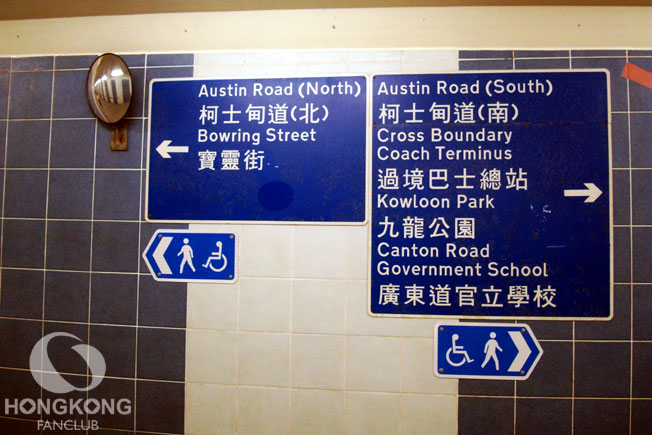 Austin Road (North)
柯士甸道(北)
Bowring Street
寶靈街
Austin Road (South)
柯士甸道(南)
Cross Boundary
Coach Terminus
過境巴士總站
Kowloon Park
九龍公園
Canton Road
Government School
廣東道官立學校
HONGKONG
FANCLUB